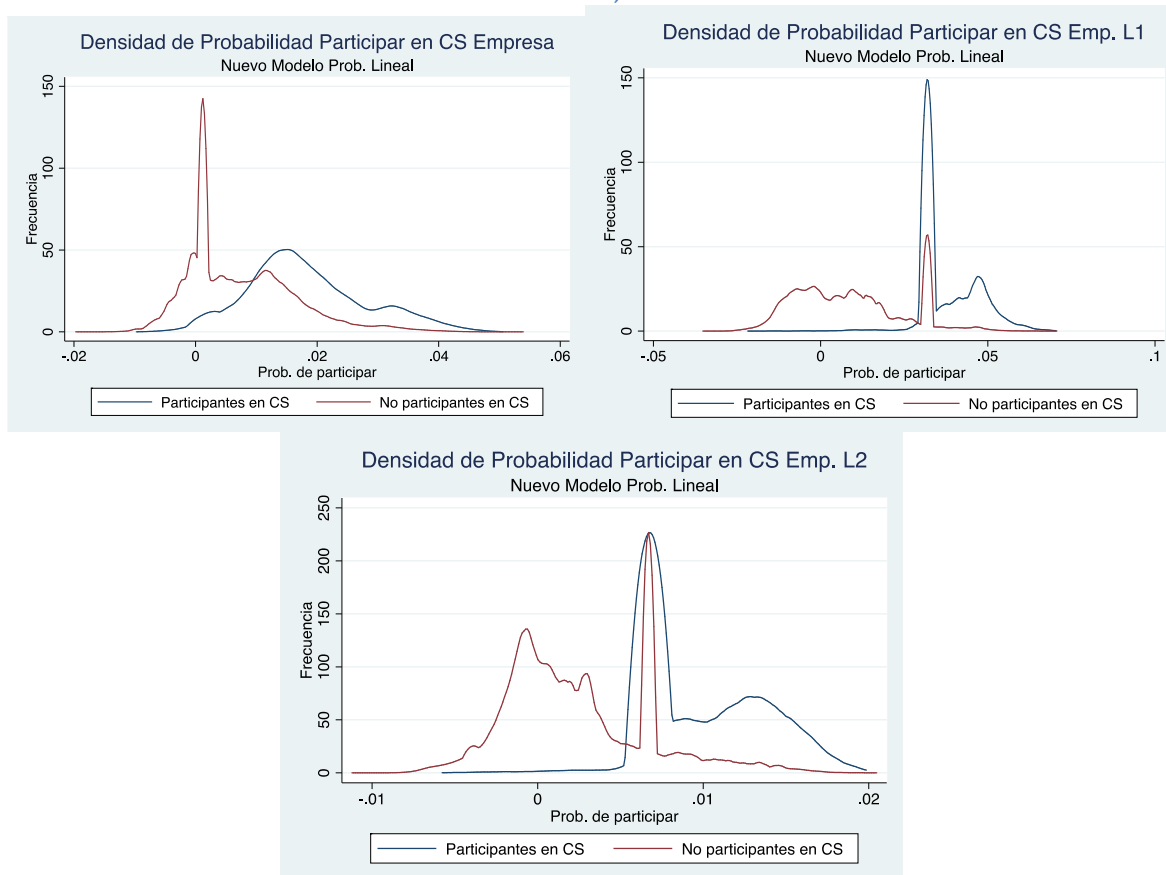 Densidad de Probabilidad Participar en CS Empresa
Nuevo Modelo Prob. Lineal
150
100
50
0
Frecuencia
-.02 0 .02 .04 .06
Prob. de participar
Participantes en CS No participantes en CS
Densidad de Probabilidad Participar en CS Emp. L1
Nuevo Modelo Prob. Lineal
150
100
50
0
Frecuencia
-.05 0 .05 .1
Prob. de participar
Participantes en CS No participantes en CS
Densidad de Probabilidad Participar en CS Emp. L2
Nuevo Modelo Prob. Lineal
250
200
150
100
50
0
Frecuencia
-.01 0 .01 .02
Prob. de participar
Participantes en CS No participantes en CS